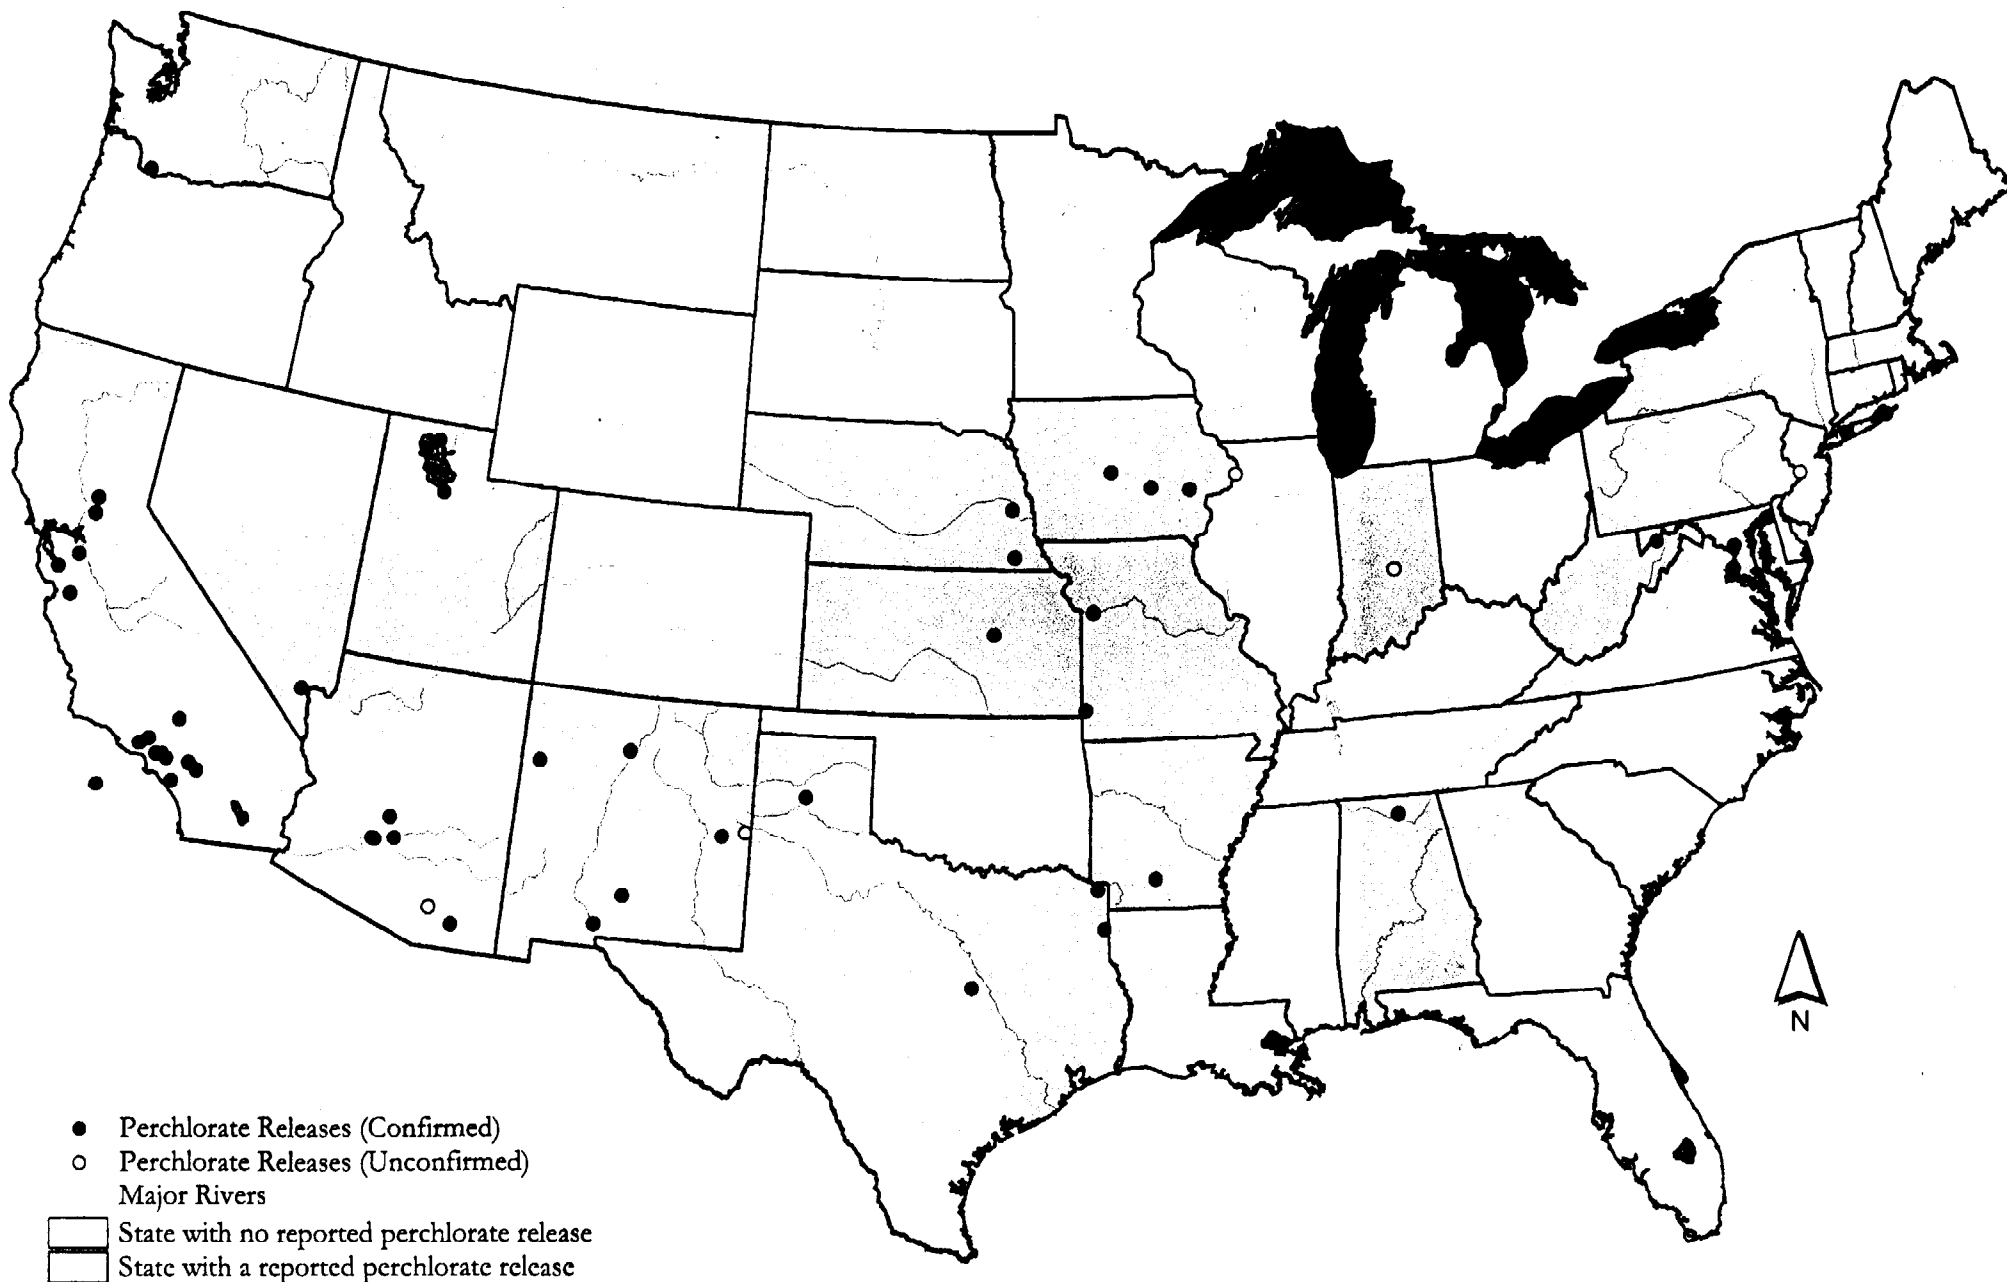 N
Perchlorate Releases (Confirmed)
Perchlorate Releases (Unconfirmed)
Major Rivers
State with no reported perchlorate release
State with a reported perchlorate release